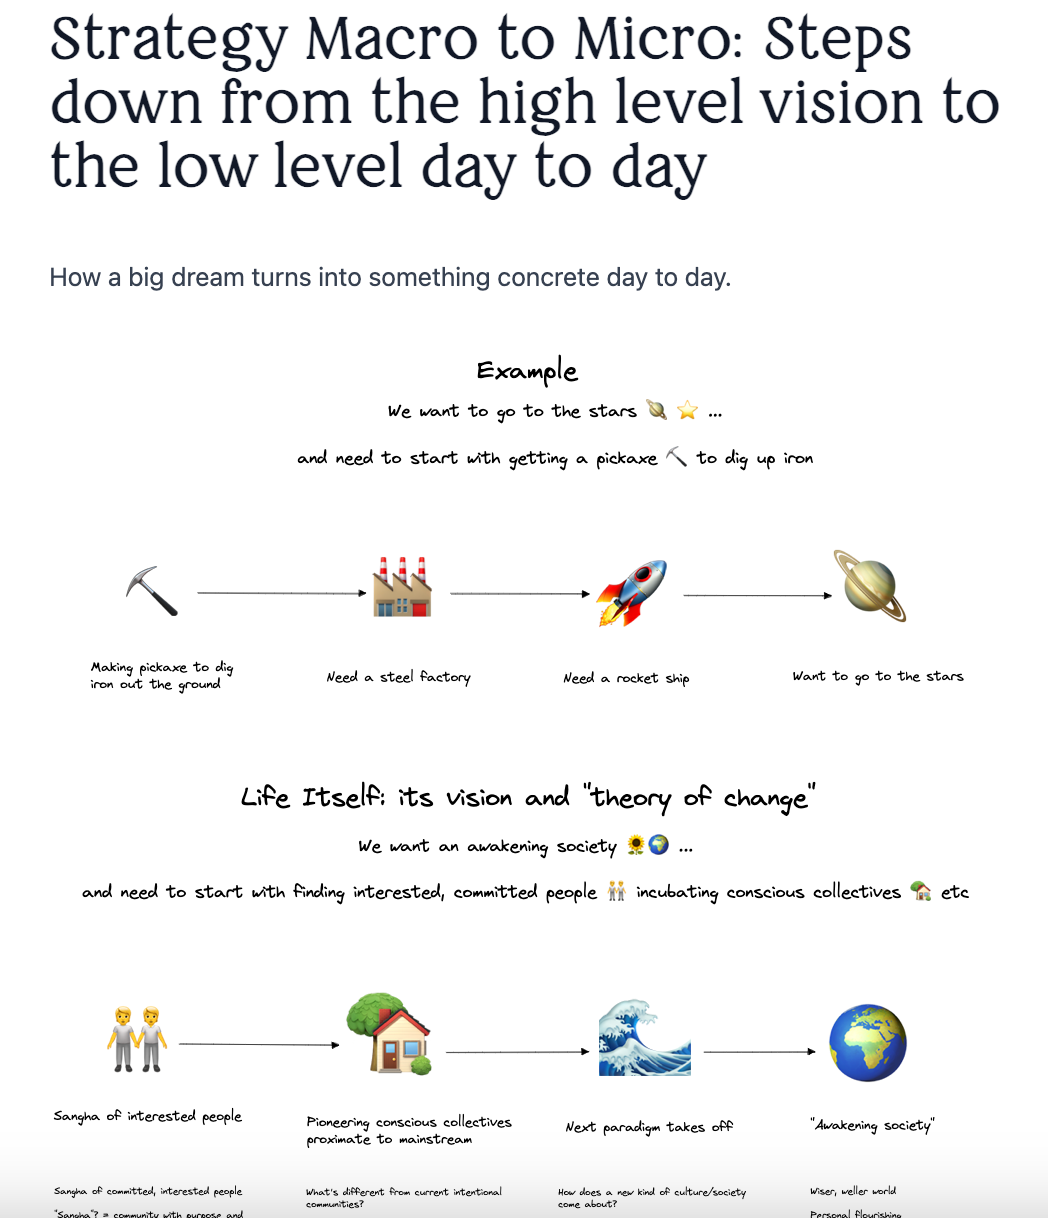 Strategy Macro to Micro: Steps
down from the high level vision to
the low level day to day
How a big dream turns into something concrete day to day.
Example
We want to go to the stars 🪐 ⭐ ...
and need to start with getting a pickaxe ⛏ to dig up iron
Making pickaxe to dig
iron out the ground
Need a steel factory
Need a rocket ship
Want to go to the stars
Life Itself: its vision and "theory of change"
We want an awakening society 🌻🌍 ...
and need to start with finding interested, committed people 🧑‍🤝‍🧑 incubating conscious collectives 🏡 etc
Sangha of interested people
Pioneering conscious collectives
proximate to mainstream
Next paradigm takes off
"Awakening society"
Sangha of committed, interested people
"Sangha"? = community with purpose and
What's different from current intentional
communities?
How does a new kind of culture/society
come about?
Wiser, weller world
Personal flourishing